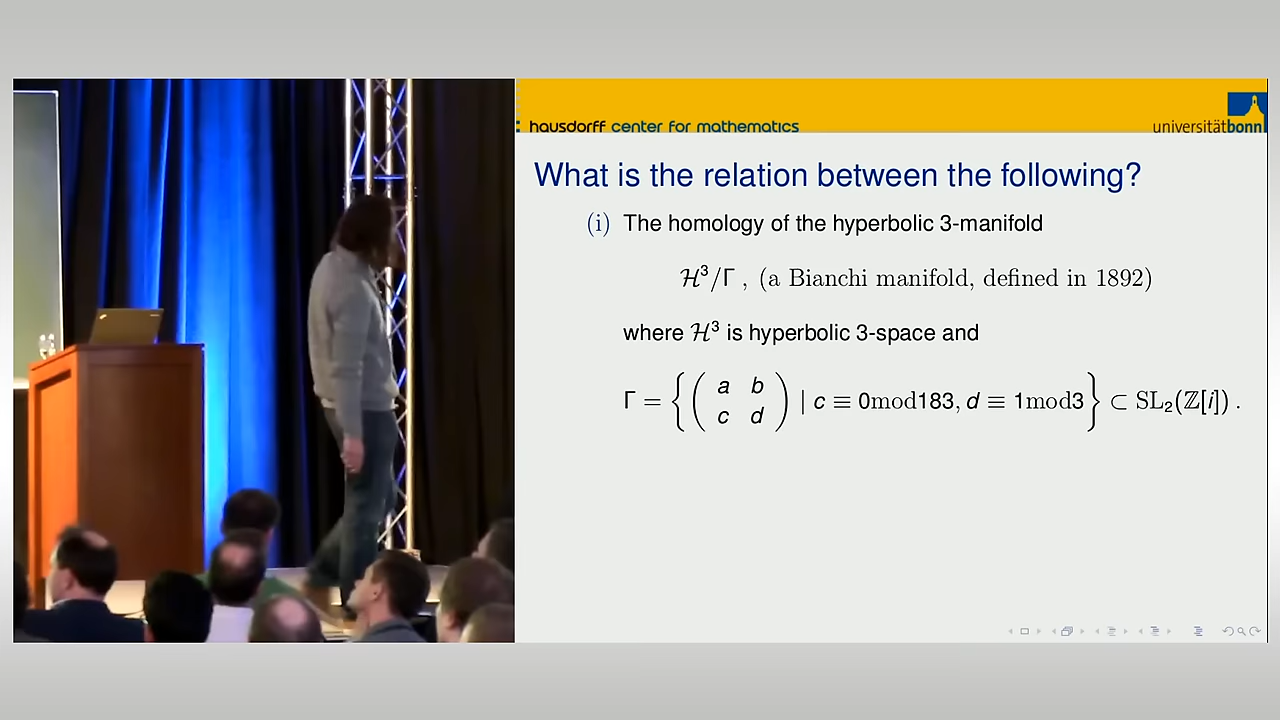 hausdorff center for mathematics
universitätbonn
What is the relation between the following?
(i) The homology of the hyperbolic 3-manifold
ℋ³/Γ , (a Bianchi manifold, defined in 1892)
where ℋ³ is hyperbolic 3-space and
Γ = { ( a b
c d ) | c ≡ 0mod183, d ≡ 1mod3 } ⊂ SL₂(ℤ[i]) .